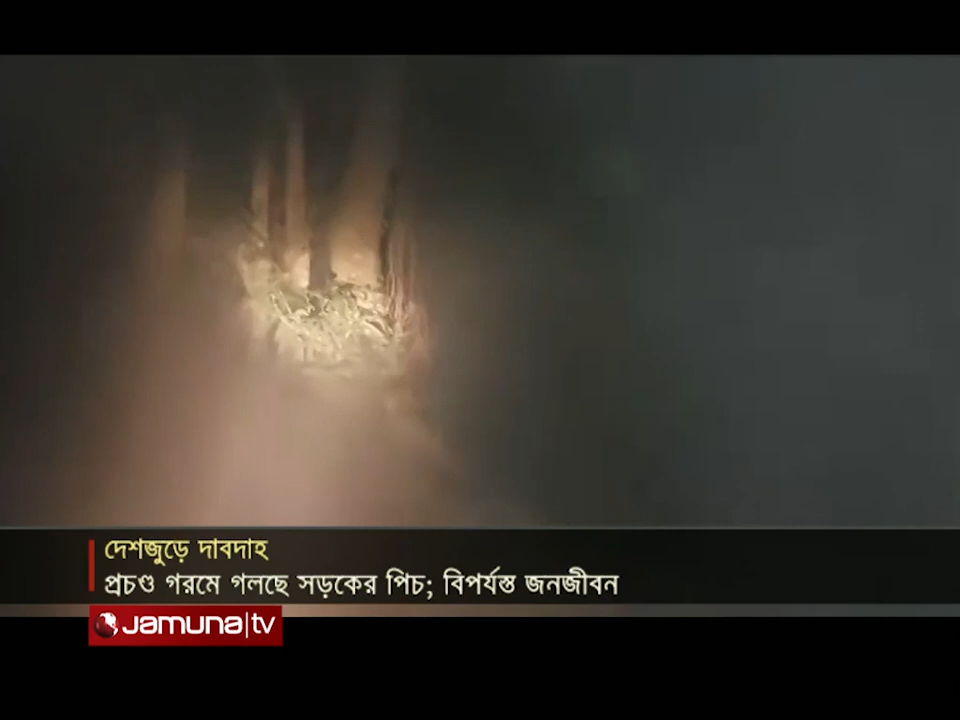 দেশজুড়ে দাবদাহ
প্রচণ্ড গরমে গলছে সড়কের পিচ; বিপর্যস্ত জনজীবন
Jamuna|tv